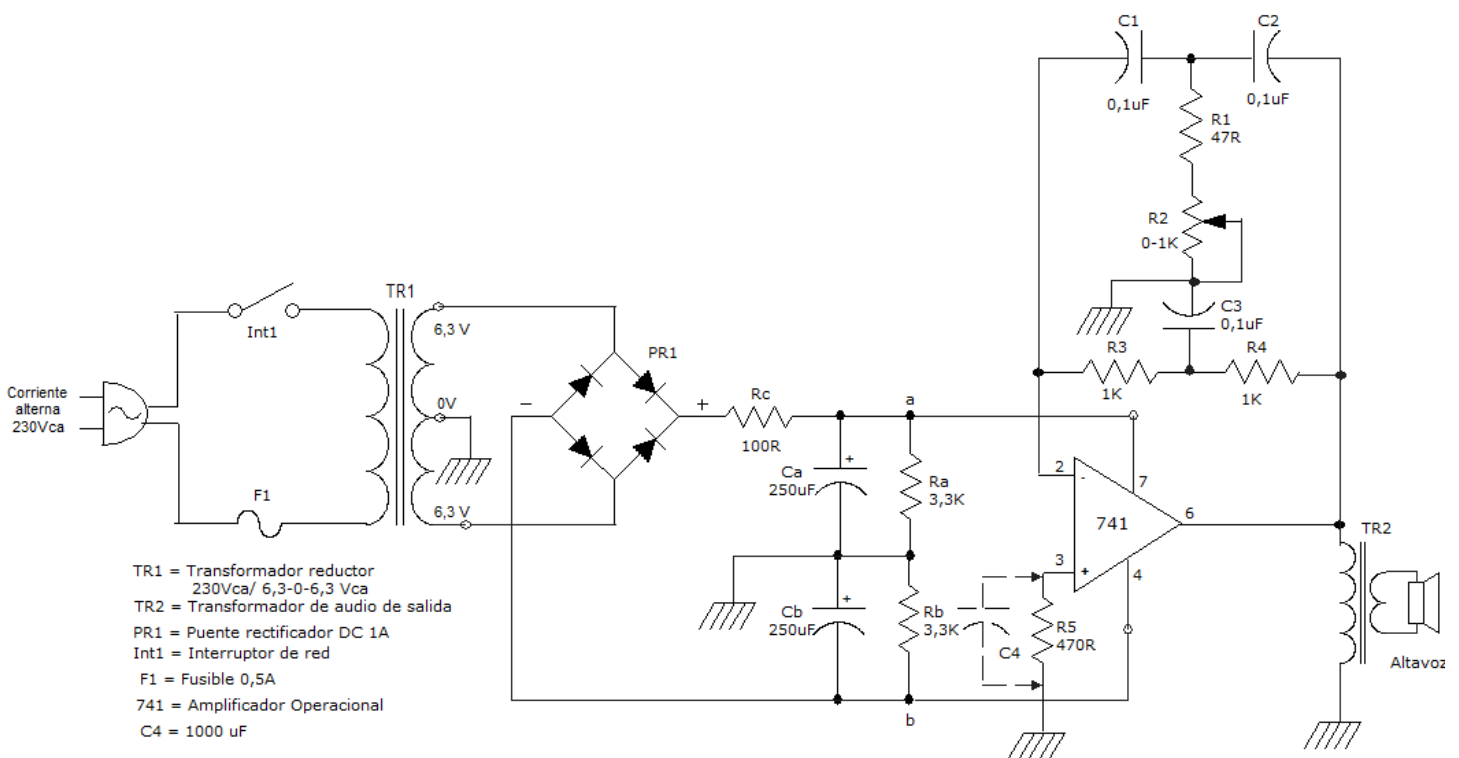 C1
C2
0,1uF
0,1uF
R1
47R
R2
0-1K
C3
0,1uF
R3
1K
R4
1K
TR1
Int1
6,3 V
0V
6,3 V
PR1
Corriente
alterna
230Vca
F1
−
+
Rc
100R
a
Ca
+
250uF
Ra
3,3K
Cb
+
250uF
Rb
3,3K
b
C4
R5
470R
2
-
7
741
6
3
+
4
TR2
Altavoz
TR1 = Transformador reductor
230Vca/ 6,3-0-6,3 Vca
TR2 = Transformador de audio de salida
PR1 = Puente rectificador DC 1A
Int1 = Interruptor de red
F1 = Fusible 0,5A
741 = Amplificador Operacional
C4 = 1000 uF